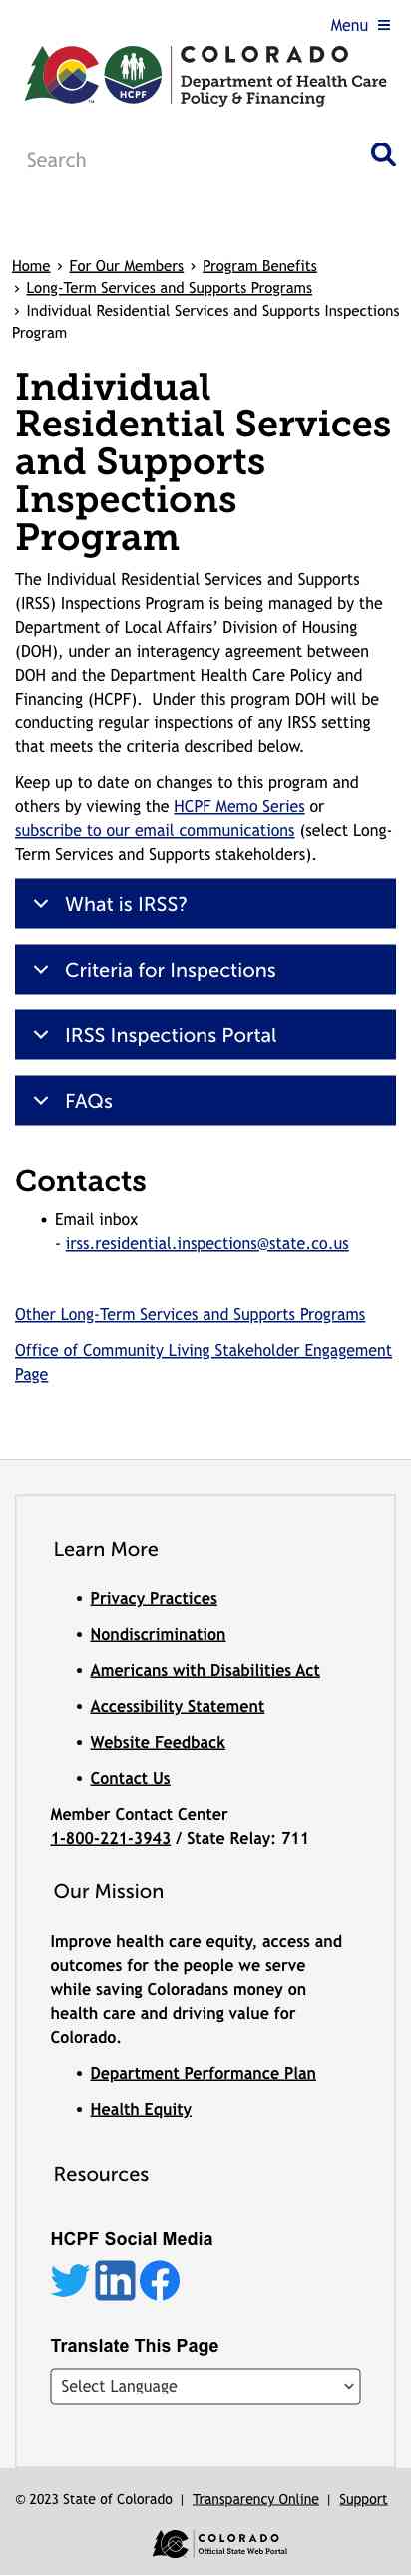 Menu
HCPF
COLORADO
Department of Health Care
Policy & Financing
Search
Home › For Our Members › Program Benefits
› Long-Term Services and Supports Programs
› Individual Residential Services and Supports Inspections
Program
Individual
Residential Services
and Supports
Inspections
Program
The Individual Residential Services and Supports
(IRSS) Inspections Program is being managed by the
Department of Local Affairs’ Division of Housing
(DOH), under an interagency agreement between
DOH and the Department Health Care Policy and
Financing (HCPF).  Under this program DOH will be
conducting regular inspections of any IRSS setting
that meets the criteria described below.
Keep up to date on changes to this program and
others by viewing the HCPF Memo Series or
subscribe to our email communications (select Long-
Term Services and Supports stakeholders).
What is IRSS?
Criteria for Inspections
IRSS Inspections Portal
FAQs
Contacts
• Email inbox
- irss.residential.inspections@state.co.us
Other Long-Term Services and Supports Programs
Office of Community Living Stakeholder Engagement
Page
Learn More
• Privacy Practices
• Nondiscrimination
• Americans with Disabilities Act
• Accessibility Statement
• Website Feedback
• Contact Us
Member Contact Center
1-800-221-3943 / State Relay: 711
Our Mission
Improve health care equity, access and
outcomes for the people we serve
while saving Coloradans money on
health care and driving value for
Colorado.
• Department Performance Plan
• Health Equity
Resources
HCPF Social Media
Translate This Page
Select Language
© 2023 State of Colorado | Transparency Online | Support
COLORADO
Official State Web Portal